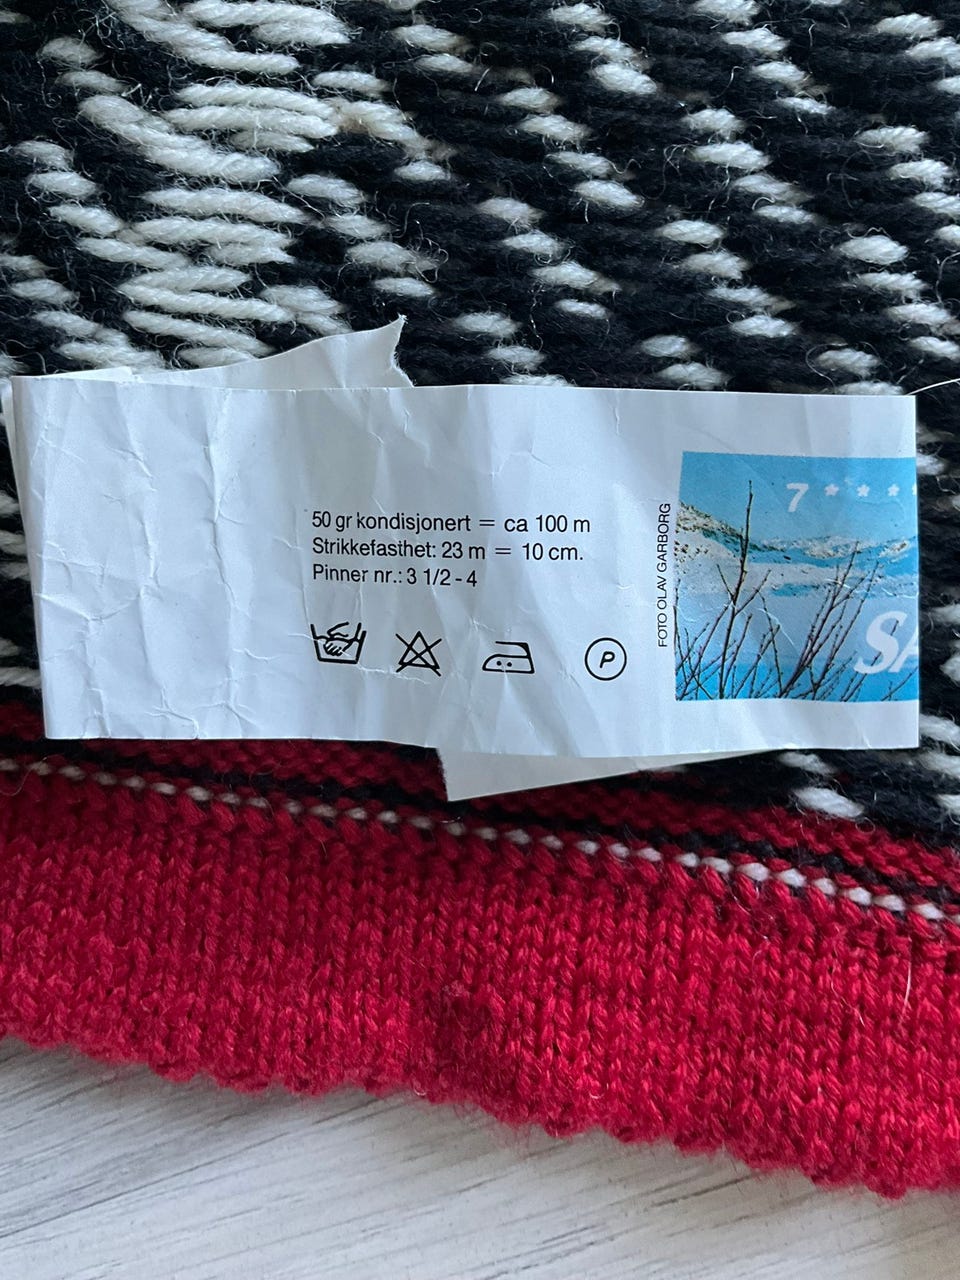 50 gr kondisjonert = ca 100 m
Strikkefasthet: 23 m = 10 cm.
Pinner nr.: 3 1/2 - 4
P
FOTO OLAV GARBORG
7 * * * *
SA